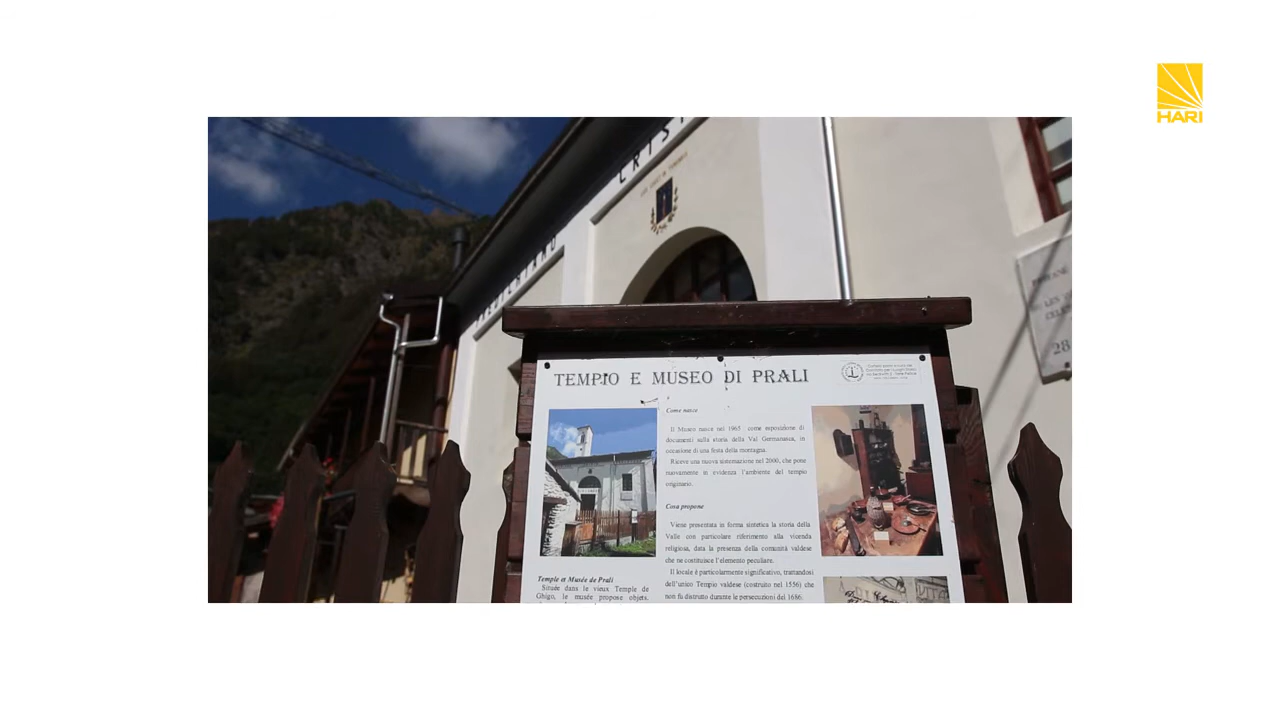 HARI
CRIST
PRESBITERIANO
TEMPIO E MUSEO DI PRALI
Come nasce
Il Museo nasce nel 1965 come esposizione di
documenti sulla storia della Val Germanasca, in
occasione di una festa della montagna.
Riceve una nuova sistemazione nel 2000, che pone
nuovamente in evidenza l'ambiente del tempio
originario.
Cosa propone
Viene presentata in forma sintetica la storia della
Valle con particolare riferimento alla vicenda
religiosa, data la presenza della comunità valdese
che ne costituisce l'elemento peculiare.
Il locale è particolarmente significativo, trattandosi
dell'unico Tempio valdese (costruito nel 1556) che
non fu distrutto durante le persecuzioni del 1686.
Temple et Musée de Prali
Située dans le vieux Temple de
Ghigo, le musée propose objets,
28